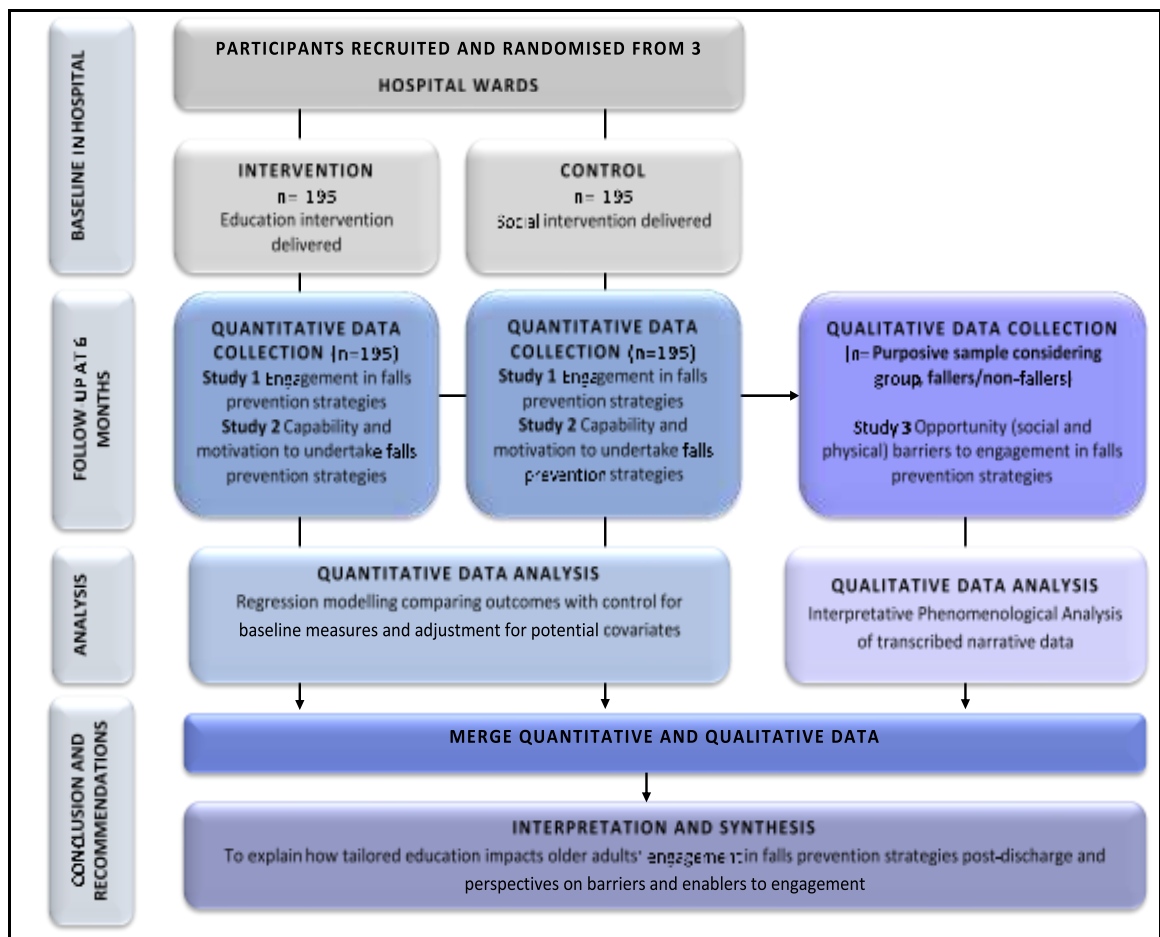 BASELINE IN HOSPITAL
PARTICIPANTS RECRUITED AND RANDOMISED FROM 3
HOSPITAL WARDS
INTERVENTION
n= 195
Education intervention
delivered
CONTROL
n= 195
Social intervention delivered
FOLLOW UP AT 6
MONTHS
QUANTITATIVE DATA
COLLECTION (n=195)
Study 1 Engagement in falls
prevention strategies
Study 2 Capability and
motivation to undertake falls
prevention strategies
QUANTITATIVE DATA
COLLECTION (n=195)
Study 1 Engagement in falls
prevention strategies
Study 2 Capability and
motivation to undertake falls
prevention strategies
QUALITATIVE DATA COLLECTION
(n= Purposive sample considering
group, fallers/non-fallers)
Study 3 Opportunity (social and
physical) barriers to engagement in falls
prevention strategies
ANALYSIS
QUANTITATIVE DATA ANALYSIS
Regression modelling comparing outcomes with control for
baseline measures and adjustment for potential covariates
QUALITATIVE DATA ANALYSIS
Interpretative Phenomenological Analysis
of transcribed narrative data
CONCLUSION AND
RECOMMENDATIONS
MERGE QUANTITATIVE AND QUALITATIVE DATA
INTERPRETATION AND SYNTHESIS
To explain how tailored education impacts older adults' engagement in falls prevention strategies post-discharge and
perspectives on barriers and enablers to engagement